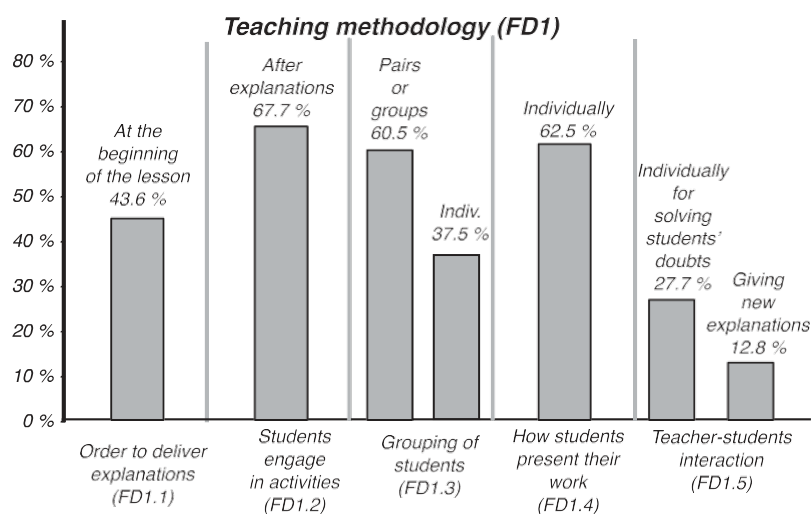 Teaching methodology (FD1)
80 %
70 %
60 %
50 %
40 %
30 %
20 %
10 %
0 %
At the
beginning
of the lesson
43.6 %
After
explanations
67.7 %
Pairs
or
groups
60.5 %
Indiv.
37.5 %
Individually
62.5 %
Individually
for
solving
students'
doubts
27.7 %
Giving
new
explanations
12.8 %
Order to deliver
explanations
(FD1.1)
Students
engage
in activities
(FD1.2)
Grouping of
students
(FD1.3)
How students
present their
work
(FD1.4)
Teacher-students
interaction
(FD1.5)